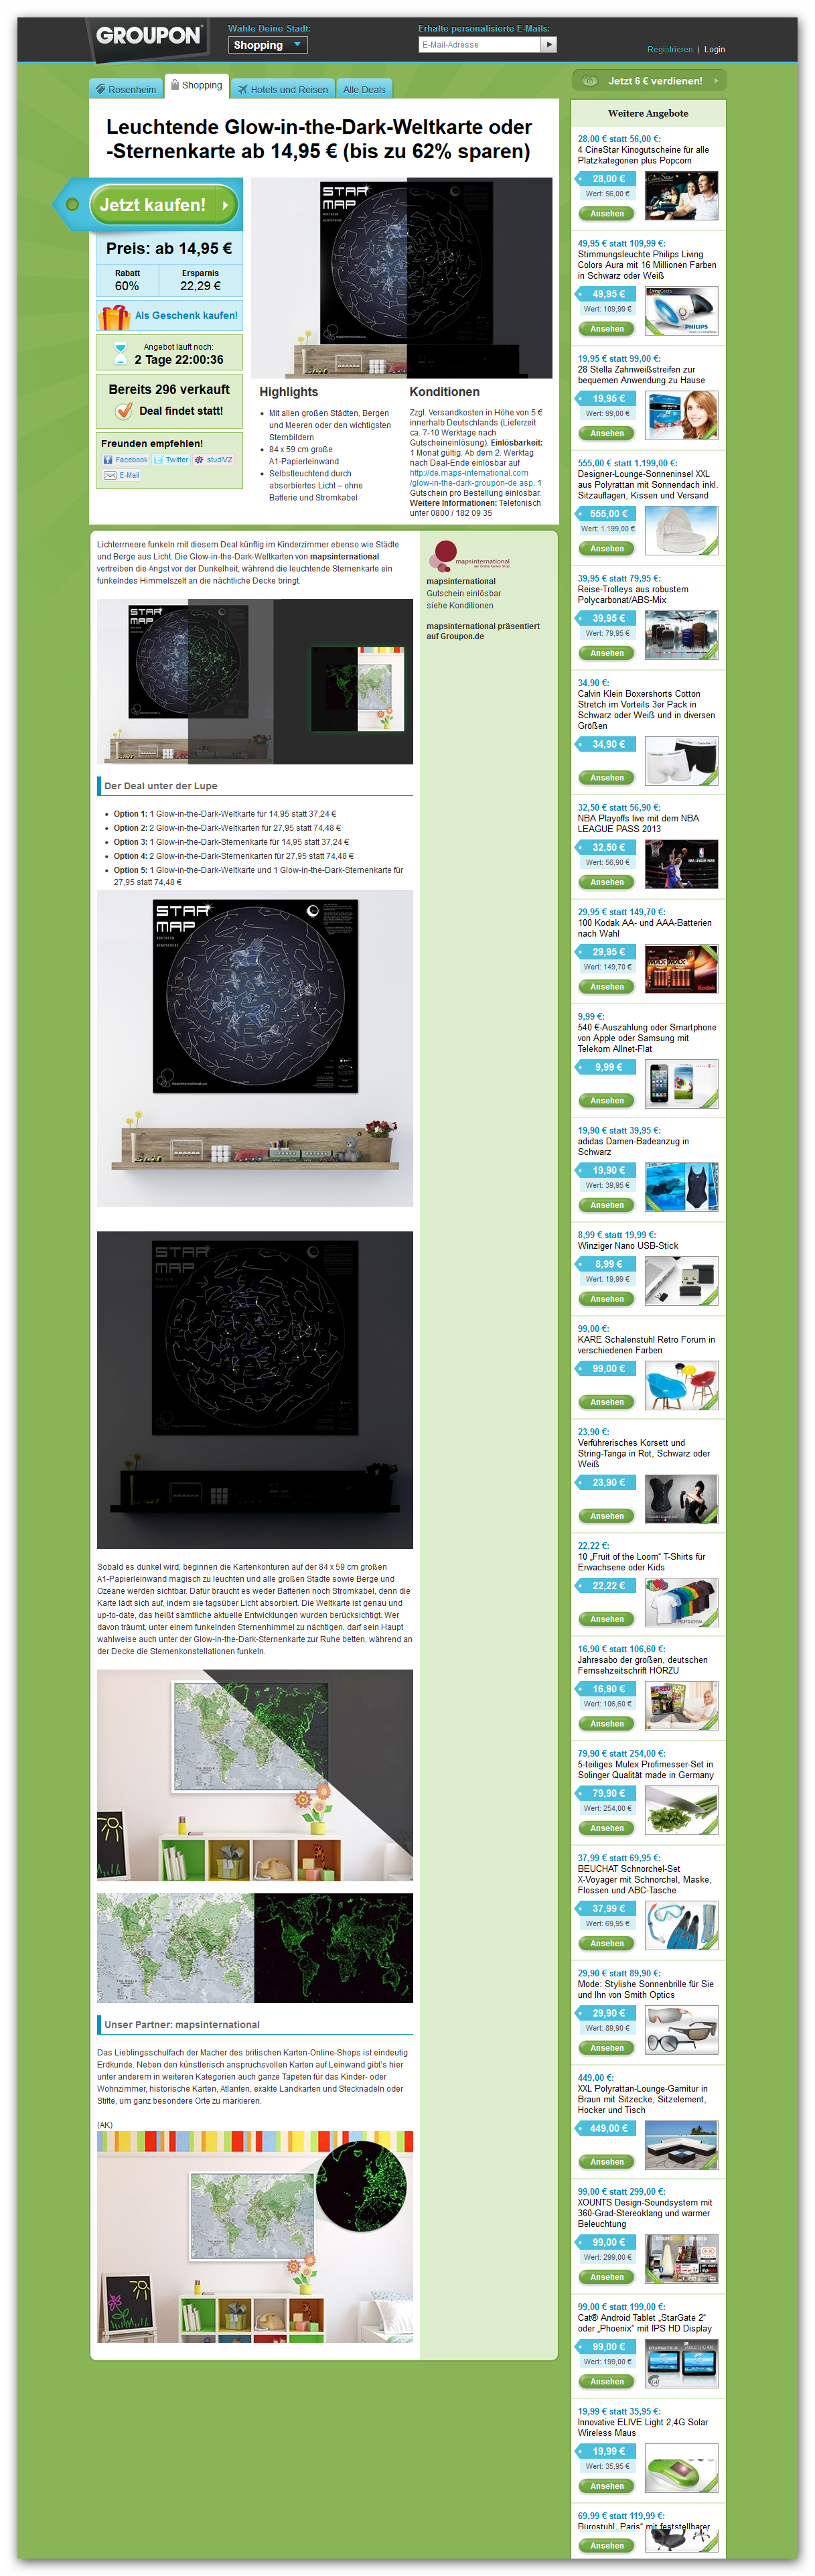 GROUPON
Wähle Deine Stadt:
Shopping
Erhalte personalisierte E-Mails:
E-Mail-Adresse
Registrieren | Login
Rosenheim
Shopping
Hotels und Reisen
Alle Deals
Jetzt 6 € verdienen!
Leuchtende Glow-in-the-Dark-Weltkarte oder
-Sternenkarte ab 14,95 € (bis zu 62% sparen)
Jetzt kaufen!
Preis: ab 14,95 €
Rabatt
60%
Ersparnis
22,29 €
Als Geschenk kaufen!
Angebot läuft noch:
2 Tage 22:00:36
Bereits 296 verkauft
Deal findet statt!
Freunden empfehlen!
Facebook Twitter studiVZ
E-Mail
STAR
MAP
Highlights
Mit allen großen Städten, Bergen
und Meeren oder den wichtigsten
Sternbildern
84 x 59 cm große
A1-Papierleinwand
Selbstleuchtend durch
absorbiertes Licht – ohne
Batterie und Stromkabel
Konditionen
Zzgl. Versandkosten in Höhe von 5 €
innerhalb Deutschlands (Lieferzeit
ca. 7-10 Werktage nach
Gutscheineinlösung). Einlösbarkeit:
1 Monat gültig. Ab dem 2. Werktag
nach Deal-Ende einlösbar auf
http://de.maps-international.com
/glow-in-the-dark-groupon-de.asp. 1
Gutschein pro Bestellung einlösbar.
Weitere Informationen: Telefonisch
unter 0800 / 182 09 35
Lichtermeere funkeln mit diesem Deal künftig im Kinderzimmer ebenso wie Städte
und Berge aus Licht. Die Glow-in-the-Dark-Weltkarten von mapsinternational
vertreiben die Angst vor der Dunkelheit, während die leuchtende Sternenkarte ein
funkelndes Himmelszelt an die nächtliche Decke bringt.
mapsinternational
mapsinternational
Gutschein einlösbar
siehe Konditionen
mapsinternational präsentiert
auf Groupon.de
STAR
MAP
Der Deal unter der Lupe
Option 1: 1 Glow-in-the-Dark-Weltkarte für 14,95 statt 37,24 €
Option 2: 2 Glow-in-the-Dark-Weltkarten für 27,95 statt 74,48 €
Option 3: 1 Glow-in-the-Dark-Sternenkarte für 14,95 statt 37,24 €
Option 4: 2 Glow-in-the-Dark-Sternenkarten für 27,95 statt 74,48 €
Option 5: 1 Glow-in-the-Dark-Weltkarte und 1 Glow-in-the-Dark-Sternenkarte für
27,95 statt 74,48 €
STAR
MAP
NORTHERN
HEMISPHERE
STAR
MAP
Sobald es dunkel wird, beginnen die Kartenkonturen auf der 84 x 59 cm großen
A1-Papierleinwand magisch zu leuchten und alle großen Städte sowie Berge und
Ozeane werden sichtbar. Dafür braucht es weder Batterien noch Stromkabel, denn die
Karte lädt sich auf, indem sie tagsüber Licht absorbiert. Die Weltkarte ist genau und
up-to-date, das heißt sämtliche aktuelle Entwicklungen wurden berücksichtigt. Wer
davon träumt, unter einem funkelnden Sternenhimmel zu nächtigen, darf sein Haupt
wahlweise auch unter der Glow-in-the-Dark-Sternenkarte zur Ruhe betten, während an
der Decke die Sternenkonstellationen funkeln.
Unser Partner: mapsinternational
Das Lieblingsschulfach der Macher des britischen Karten-Online-Shops ist eindeutig
Erdkunde. Neben den künstlerisch anspruchsvollen Karten auf Leinwand gibt's hier
unter anderem in weiteren Kategorien auch ganze Tapeten für das Kinder- oder
Wohnzimmer, historische Karten, Atlanten, exakte Landkarten und Stecknadeln oder
Stifte, um ganz besondere Orte zu markieren.
(AK)
Weitere Angebote
28,00 € statt 56,00 €:
4 CineStar Kinogutscheine für alle
Platzkategorien plus Popcorn
28,00 €
Wert: 56,00 €
Ansehen
49,95 € statt 109,99 €:
Stimmungsleuchte Philips Living
Colors Aura mit 16 Millionen Farben
in Schwarz oder Weiß
49,95 €
Wert: 109,99 €
Ansehen
PHILIPS
19,95 € statt 99,00 €:
28 Stella Zahnweißstreifen zur
bequemen Anwendung zu Hause
19,95 €
Wert: 99,00 €
Ansehen
555,00 € statt 1.199,00 €:
Designer-Lounge-Sonneninsel XXL
aus Polyrattan mit Sonnendach inkl.
Sitzauflagen, Kissen und Versand
555,00 €
Wert: 1.199,00 €
Ansehen
39,95 € statt 79,95 €:
Reise-Trolleys aus robustem
Polycarbonat/ABS-Mix
39,95 €
Wert: 79,95 €
Ansehen
34,90 €:
Calvin Klein Boxershorts Cotton
Stretch im Vorteils 3er Pack in
Schwarz oder Weiß und in diversen
Größen
34,90 €
Ansehen
32,50 € statt 56,90 €:
NBA Playoffs live mit dem NBA
LEAGUE PASS 2013
32,50 €
Wert: 56,90 €
Ansehen
29,95 € statt 149,70 €:
100 Kodak AA- und AAA-Batterien
nach Wahl
29,95 €
Wert: 149,70 €
Ansehen
Kodak
9,99 €:
540 €-Auszahlung oder Smartphone
von Apple oder Samsung mit
Telekom Allnet-Flat
9,99 €
Ansehen
19,90 € statt 39,95 €:
adidas Damen-Badeanzug in
Schwarz
19,90 €
Wert: 39,95 €
Ansehen
8,99 € statt 19,99 €:
Winziger Nano USB-Stick
8,99 €
Wert: 19,99 €
Ansehen
99,00 €:
KARE Schalenstuhl Retro Forum in
verschiedenen Farben
99,00 €
Ansehen
23,90 €:
Verführerisches Korsett und
String-Tanga in Rot, Schwarz oder
Weiß
23,90 €
Ansehen
22,22 €:
10 „Fruit of the Loom" T-Shirts für
Erwachsene oder Kids
22,22 €
Ansehen
16,90 € statt 106,60 €:
Jahresabo der großen, deutschen
Fernsehzeitschrift HÖRZU
16,90 €
Wert: 106,60 €
Ansehen
79,90 € statt 254,00 €:
5-teiliges Mulex Profimesser-Set in
Solinger Qualität made in Germany
79,90 €
Wert: 254,00 €
Ansehen
37,99 € statt 69,95 €:
BEUCHAT Schnorchel-Set
X-Voyager mit Schnorchel, Maske,
Flossen und ABC-Tasche
37,99 €
Wert: 69,95 €
Ansehen
29,90 € statt 89,90 €:
Mode: Stylishe Sonnenbrille für Sie
und Ihn von Smith Optics
29,90 €
Wert: 89,90 €
Ansehen
449,00 €:
XXL Polyrattan-Lounge-Garnitur in
Braun mit Sitzecke, Sitzelement,
Hocker und Tisch
449,00 €
Ansehen
99,00 € statt 299,00 €:
XOUNTS Design-Soundsystem mit
360-Grad-Stereoklang und warmer
Beleuchtung
99,00 €
Wert: 299,00 €
Ansehen
99,00 € statt 199,00 €:
Cat® Android Tablet „StarGate 2"
oder „Phoenix" mit IPS HD Display
99,00 €
Wert: 199,00 €
Ansehen
19,99 € statt 35,95 €:
Innovative ELIVE Light 2,4G Solar
Wireless Maus
19,99 €
Wert: 35,95 €
Ansehen
69,99 € statt 119,99 €:
Bürostuhl „Paris" mit feststellbarer
Ansehen